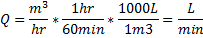 Q = m³/hr * 1hr/60min * 1000L/1m3 = L/min